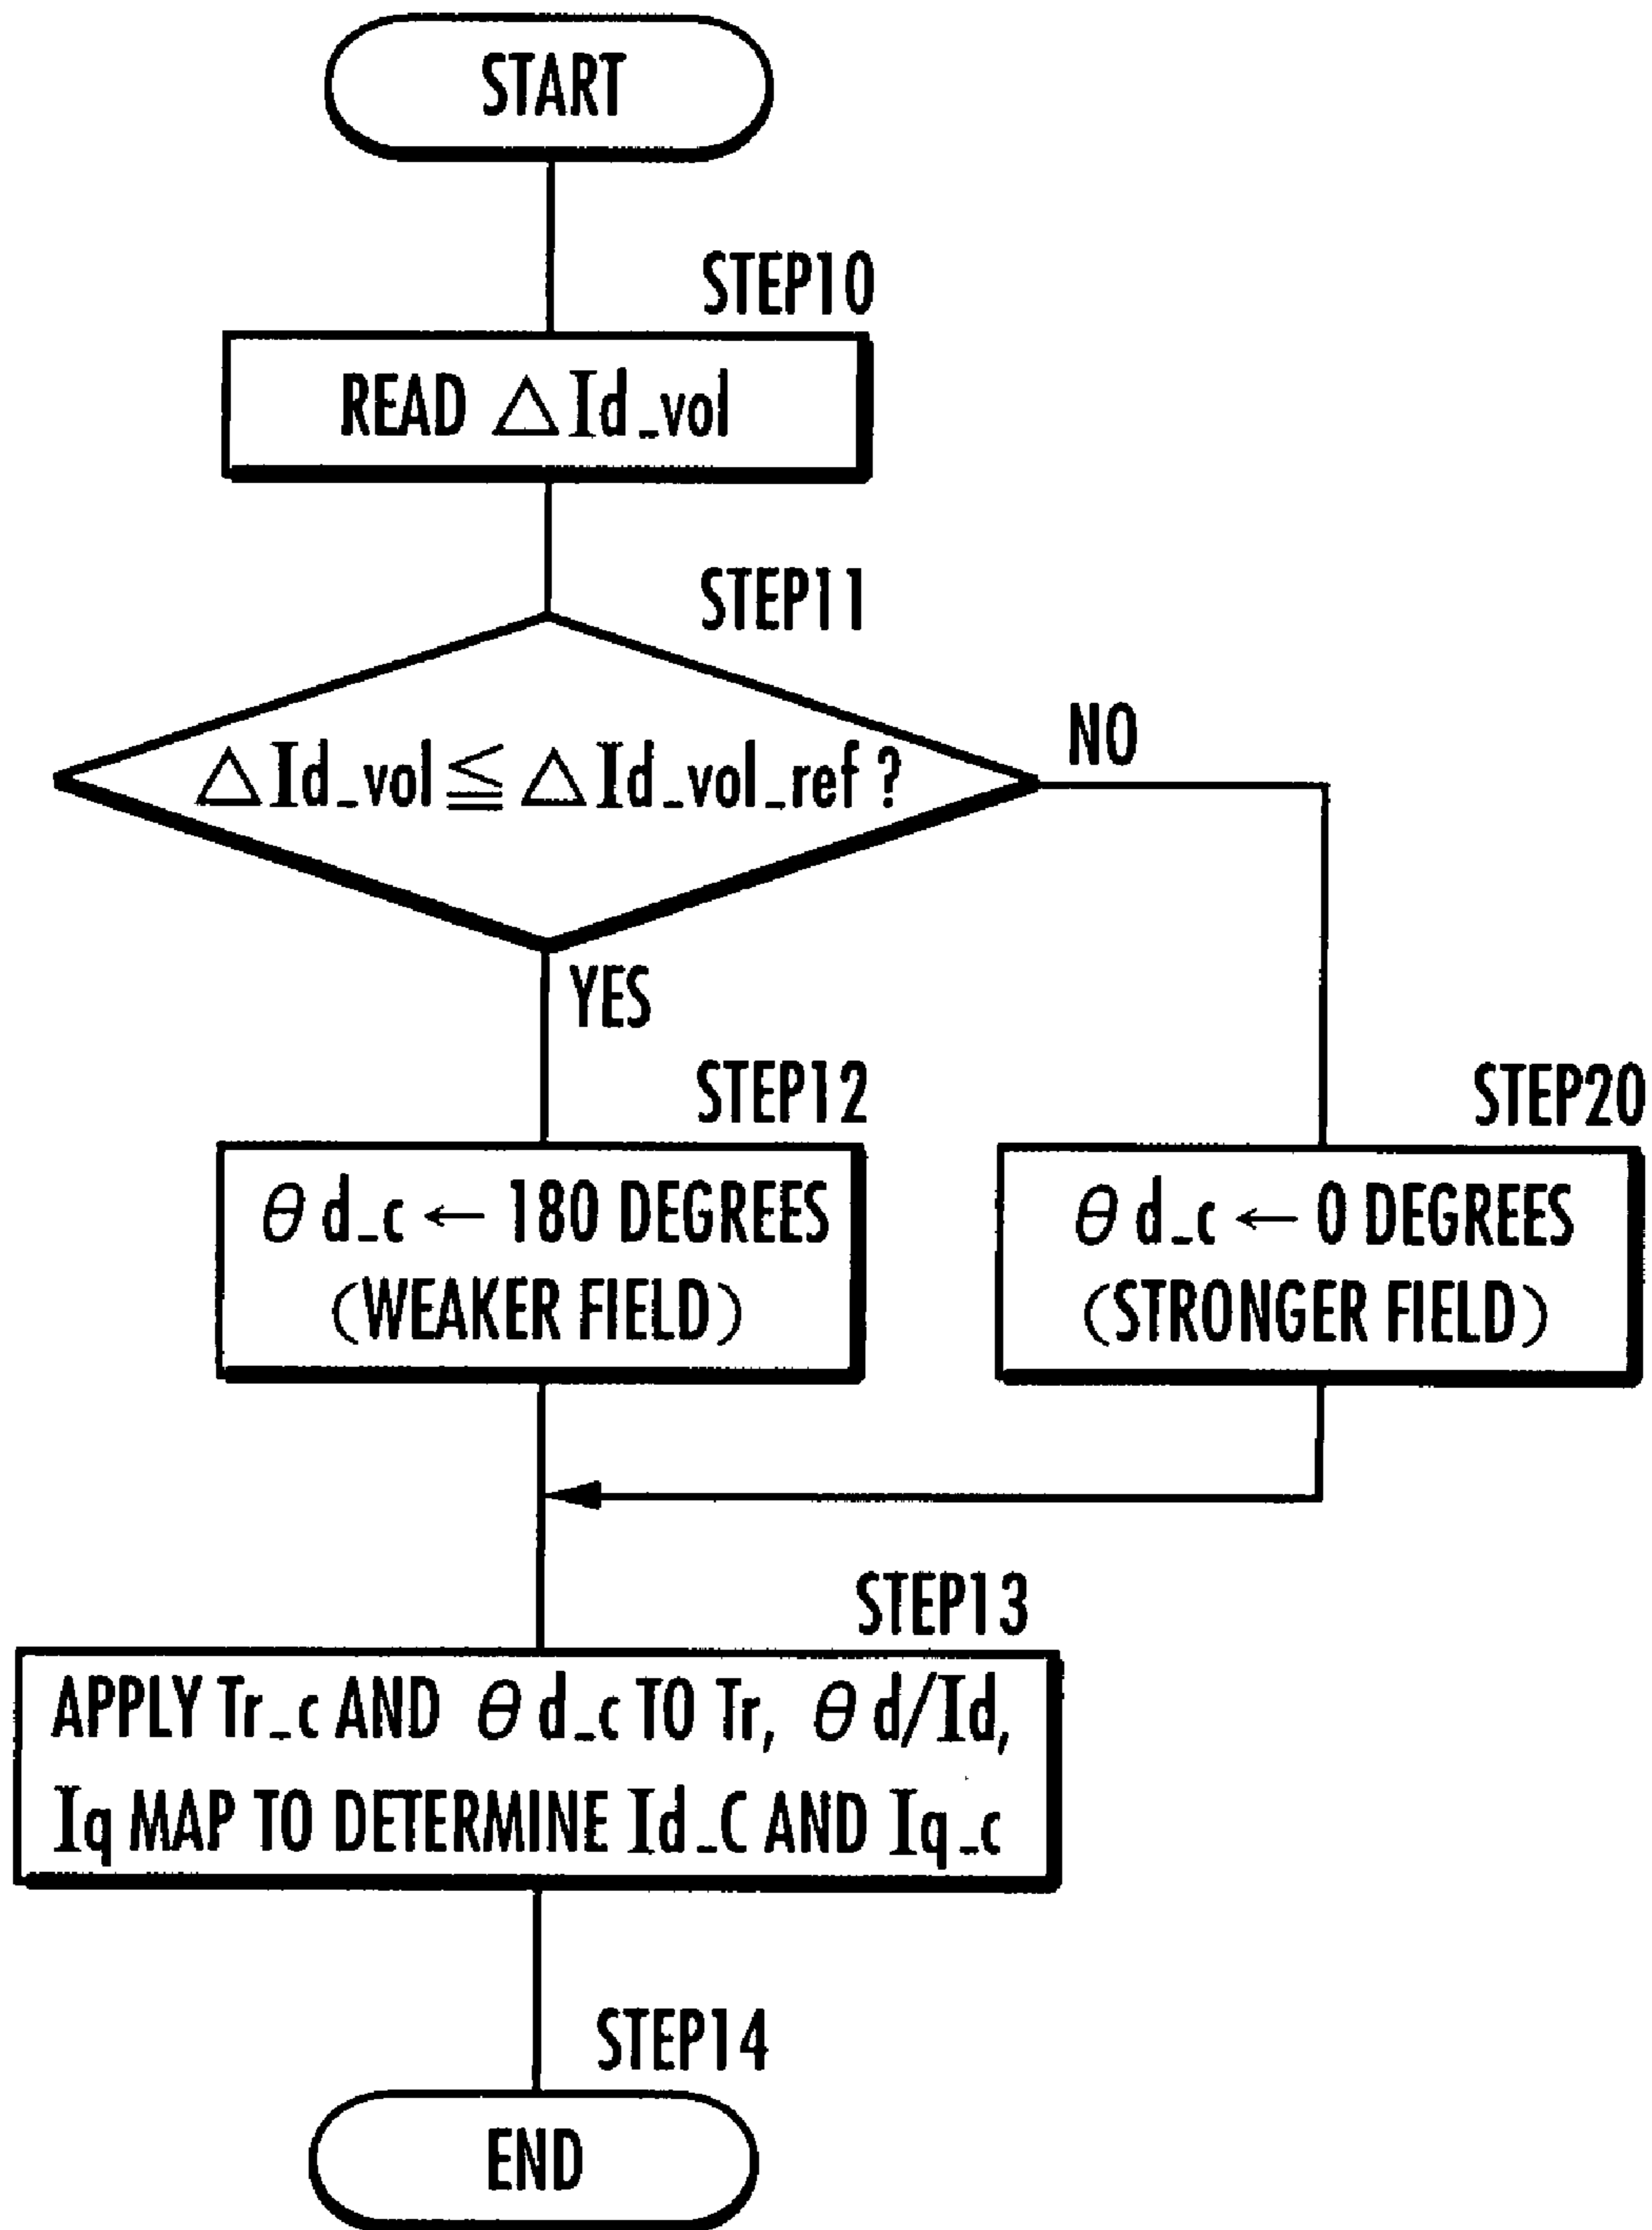 START
STEP10
READ △Id_vol
STEP11
△Id_vol≦△Id_vol_ref?
NO
YES
STEP12
θd_c ← 180 DEGREES
(WEAKER FIELD)
STEP20
θd_c ← 0 DEGREES
(STRONGER FIELD)
STEP13
APPLY Tr_c AND θd_c TO Tr, θd/Id,
Iq MAP TO DETERMINE Id_C AND Iq_c
STEP14
END